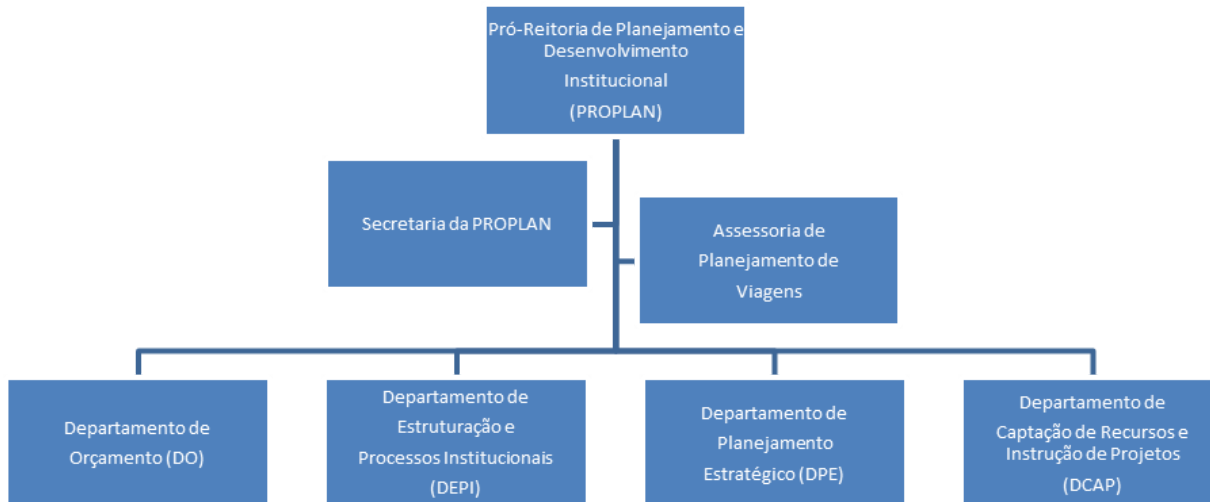 Pró-Reitoria de Planejamento e
Desenvolvimento
Institucional
(PROPLAN)
Secretaria da PROPLAN
Assessoria de
Planejamento de
Viagens
Departamento de
Orçamento (DO)
Departamento de
Estruturação e
Processos Institucionais
(DEPI)
Departamento de
Planejamento
Estratégico (DPE)
Departamento de
Captação de Recursos e
Instrução de Projetos
(DCAP)